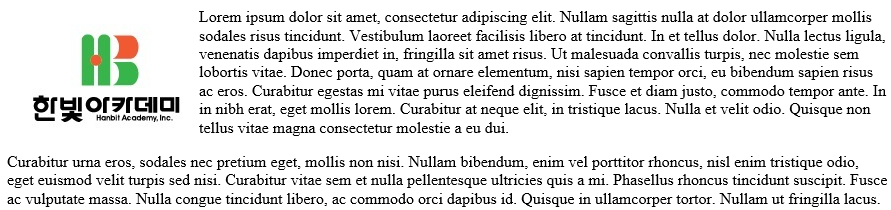 HB
한빛아카데미
Hanbit Academy, Inc.
Lorem ipsum dolor sit amet, consectetur adipiscing elit. Nullam sagittis nulla at dolor ullamcorper mollis
sodales risus tincidunt. Vestibulum laoreet facilisis libero at tincidunt. In et tellus dolor. Nulla lectus ligula,
venenatis dapibus imperdiet in, fringilla sit amet risus. Ut malesuada convallis turpis, nec molestie sem
lobortis vitae. Donec porta, quam at ornare elementum, nisi sapien tempor orci, eu bibendum sapien risus
ac eros. Curabitur egestas mi vitae purus eleifend dignissim. Fusce et diam justo, commodo tempor ante. In
in nibh erat, eget mollis lorem. Curabitur at neque elit, in tristique lacus. Nulla et velit odio. Quisque non
tellus vitae magna consectetur molestie a eu dui.
Curabitur urna eros, sodales nec pretium eget, mollis non nisi. Nullam bibendum, enim vel porttitor rhoncus, nisl enim tristique odio,
eget euismod velit turpis sed nisi. Curabitur vitae sem et nulla pellentesque ultricies quis a mi. Phasellus rhoncus tincidunt suscipit. Fusce
ac vulputate massa. Nulla congue tincidunt libero, ac commodo orci dapibus id. Quisque in ullamcorper tortor. Nullam ut fringilla lacus.